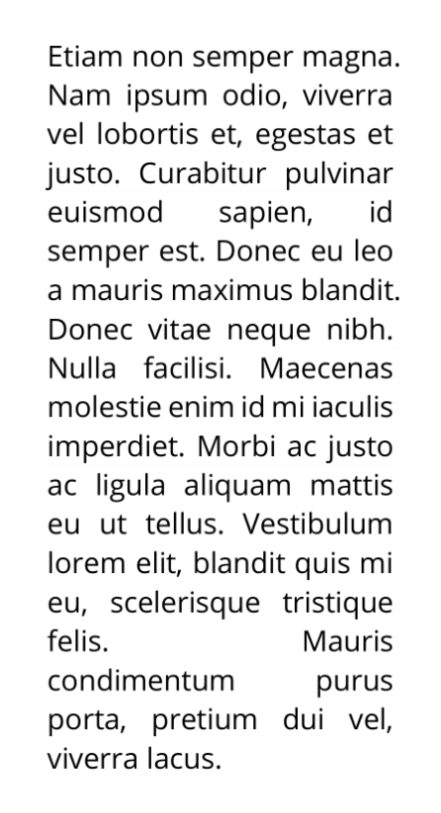 Etiam non semper magna.
Nam ipsum odio, viverra
vel lobortis et, egestas et
justo. Curabitur pulvinar
euismod sapien, id
semper est. Donec eu leo
a mauris maximus blandit.
Donec vitae neque nibh.
Nulla facilisi. Maecenas
molestie enim id mi iaculis
imperdiet. Morbi ac justo
ac ligula aliquam mattis
eu ut tellus. Vestibulum
lorem elit, blandit quis mi
eu, scelerisque tristique
felis. Mauris
condimentum purus
porta, pretium dui vel,
viverra lacus.